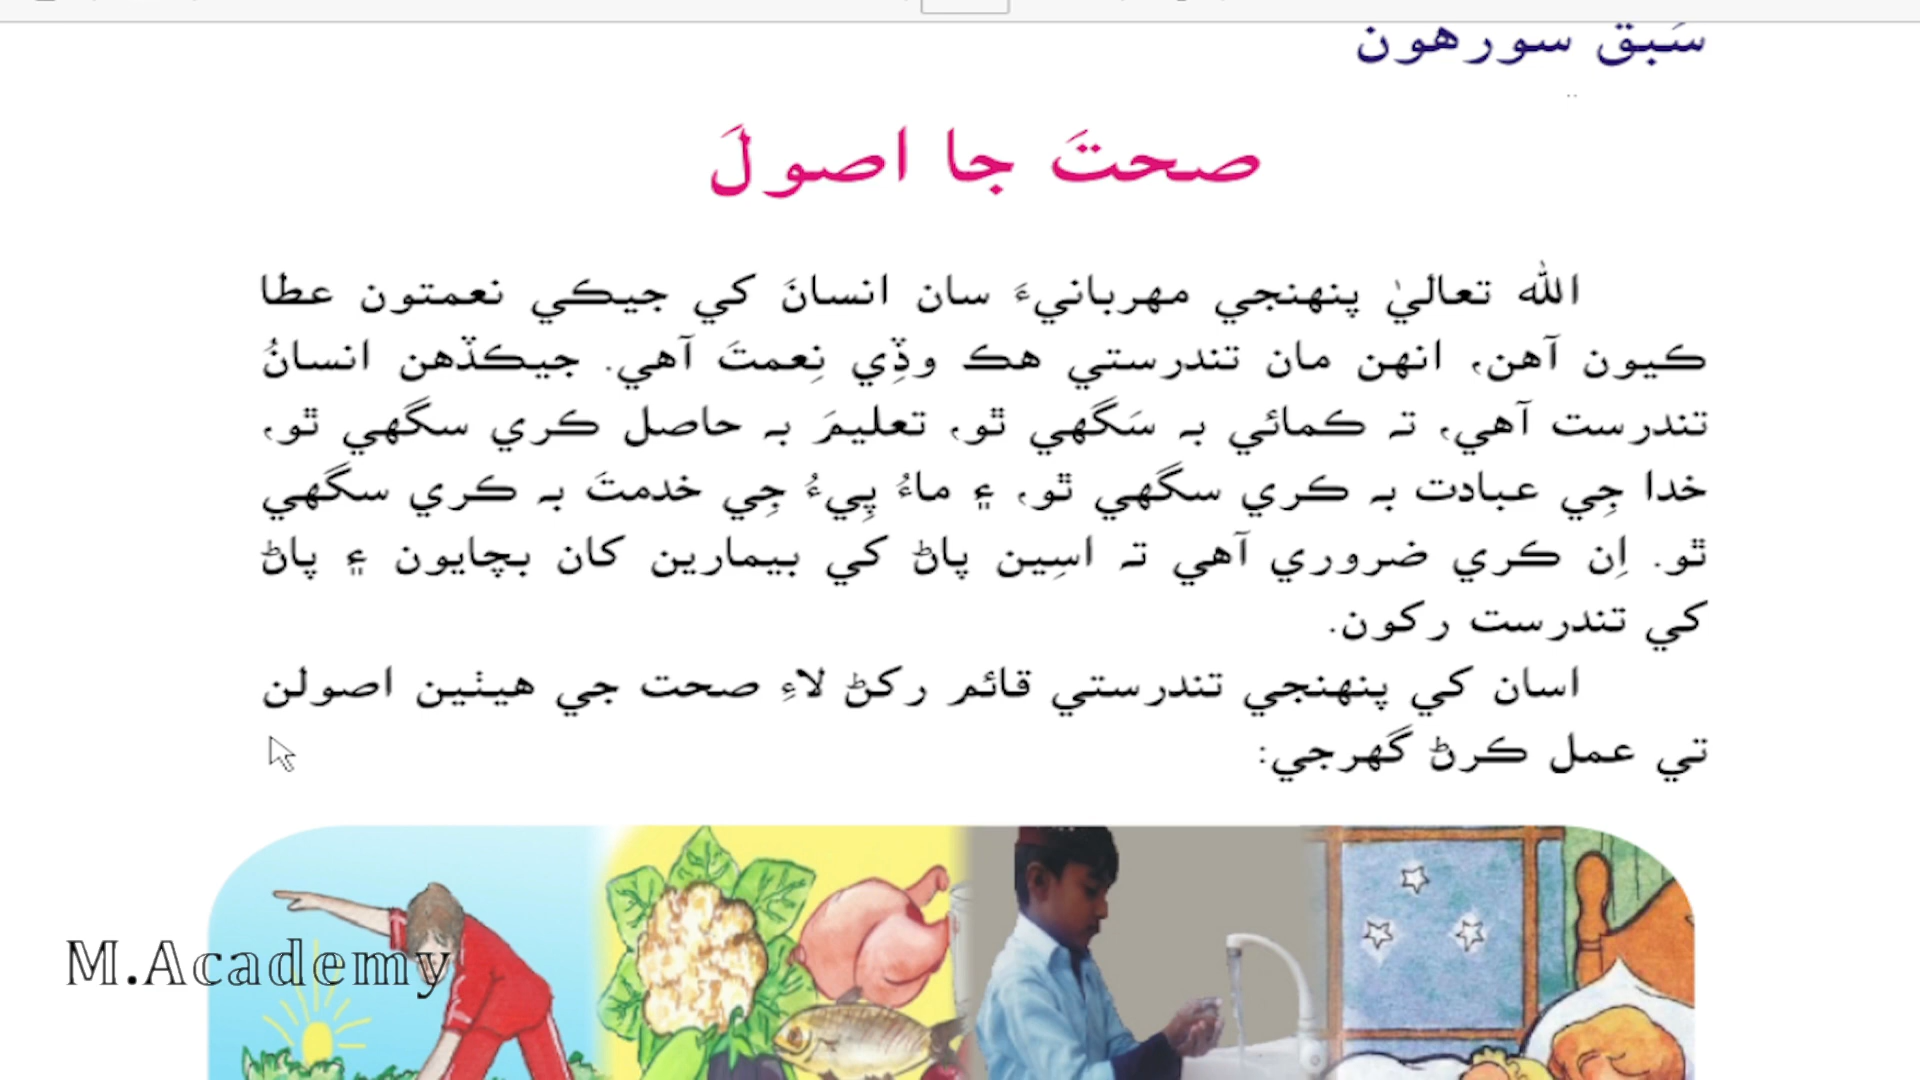 سَبق سورهون
صحتَ جا اصولَ
الله تعاليٰ پنهنجي مهربانيءَ سان انسانَ کي جيڪي نعمتون عطا
ڪيون آهن، انهن مان تندرستي هڪ وڏِي نِعمتَ آهي. جيڪڏهن انسانُ
تندرست آهي، تہ ڪمائي بہ سَگهي ٿو، تعليمَ بہ حاصل ڪري سگهي ٿو،
خدا جِي عبادت بہ ڪري سگهي ٿو، ۽ ماءُ پِيءُ جِي خدمتَ بہ ڪري سگهي
ٿو. اِن ڪري ضروري آهي تہ اسِين پاڻ کي بيمارين کان بچايون ۽ پاڻ
کي تندرست رکون.
اسان کي پنهنجي تندرستي قائم رکڻ لاءِ صحت جي هيٺين اصولن
تي عمل ڪرڻ گهرجي:
M.Academy